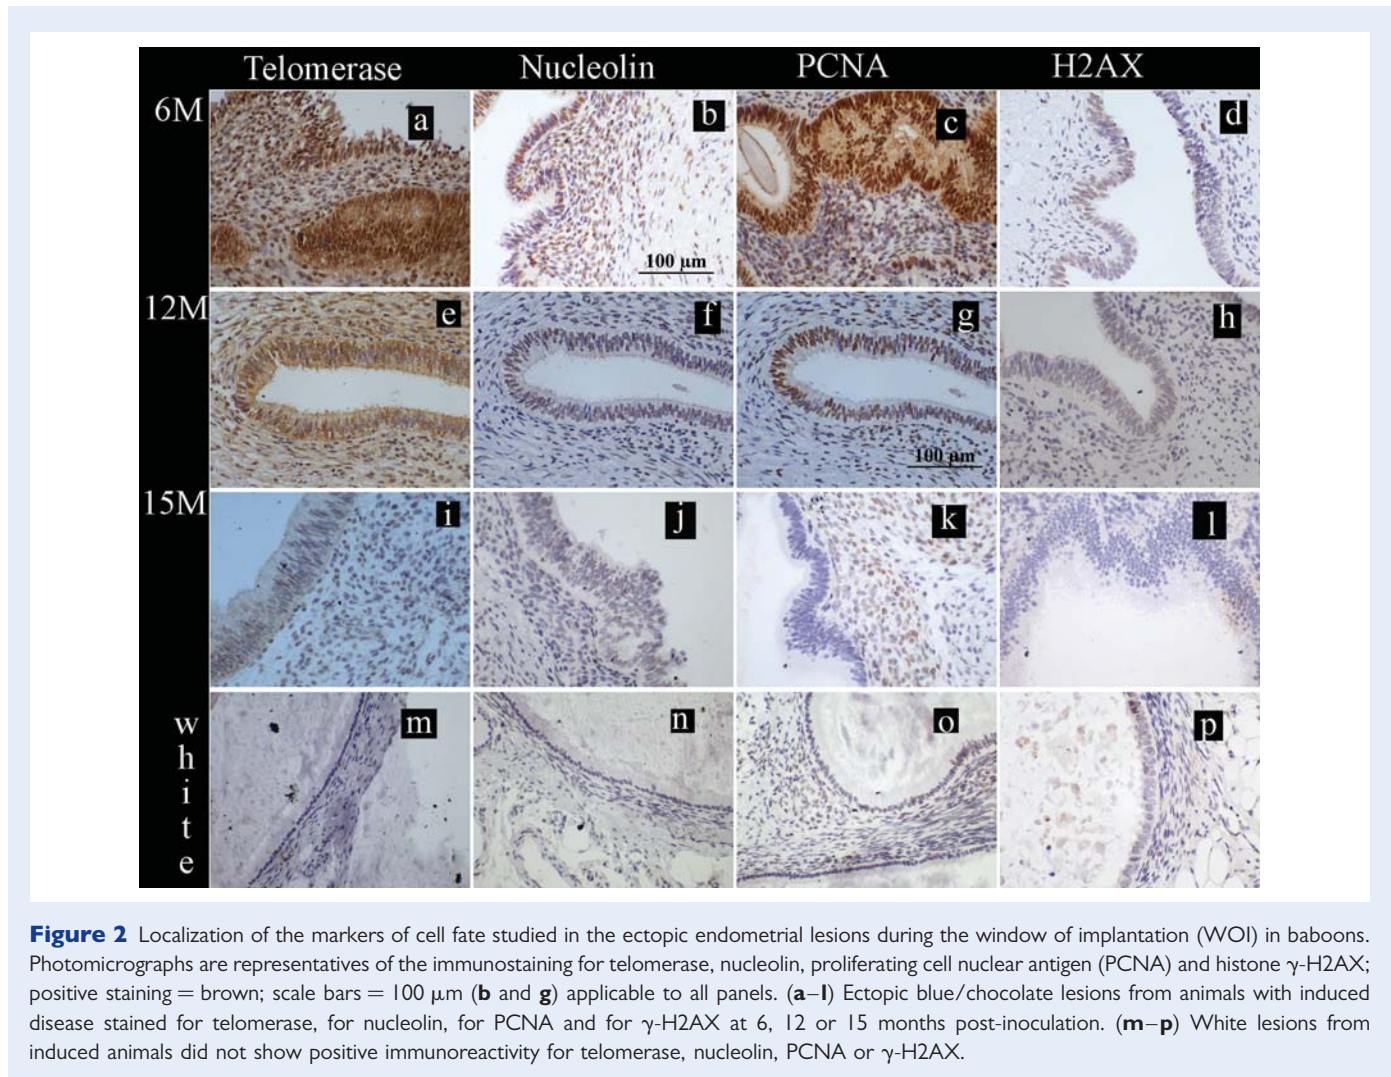 Telomerase Nucleolin PCNA H2AX
6M a b c d
100 µm
12M e f g h
100 µm
15M i j k l
white m n o p
Figure 2 Localization of the markers of cell fate studied in the ectopic endometrial lesions during the window of implantation (WOI) in baboons.
Photomicrographs are representatives of the immunostaining for telomerase, nucleolin, proliferating cell nuclear antigen (PCNA) and histone γ-H2AX;
positive staining = brown; scale bars = 100 µm (b and g) applicable to all panels. (a–l) Ectopic blue/chocolate lesions from animals with induced
disease stained for telomerase, for nucleolin, for PCNA and for γ-H2AX at 6, 12 or 15 months post-inoculation. (m–p) White lesions from
induced animals did not show positive immunoreactivity for telomerase, nucleolin, PCNA or γ-H2AX.